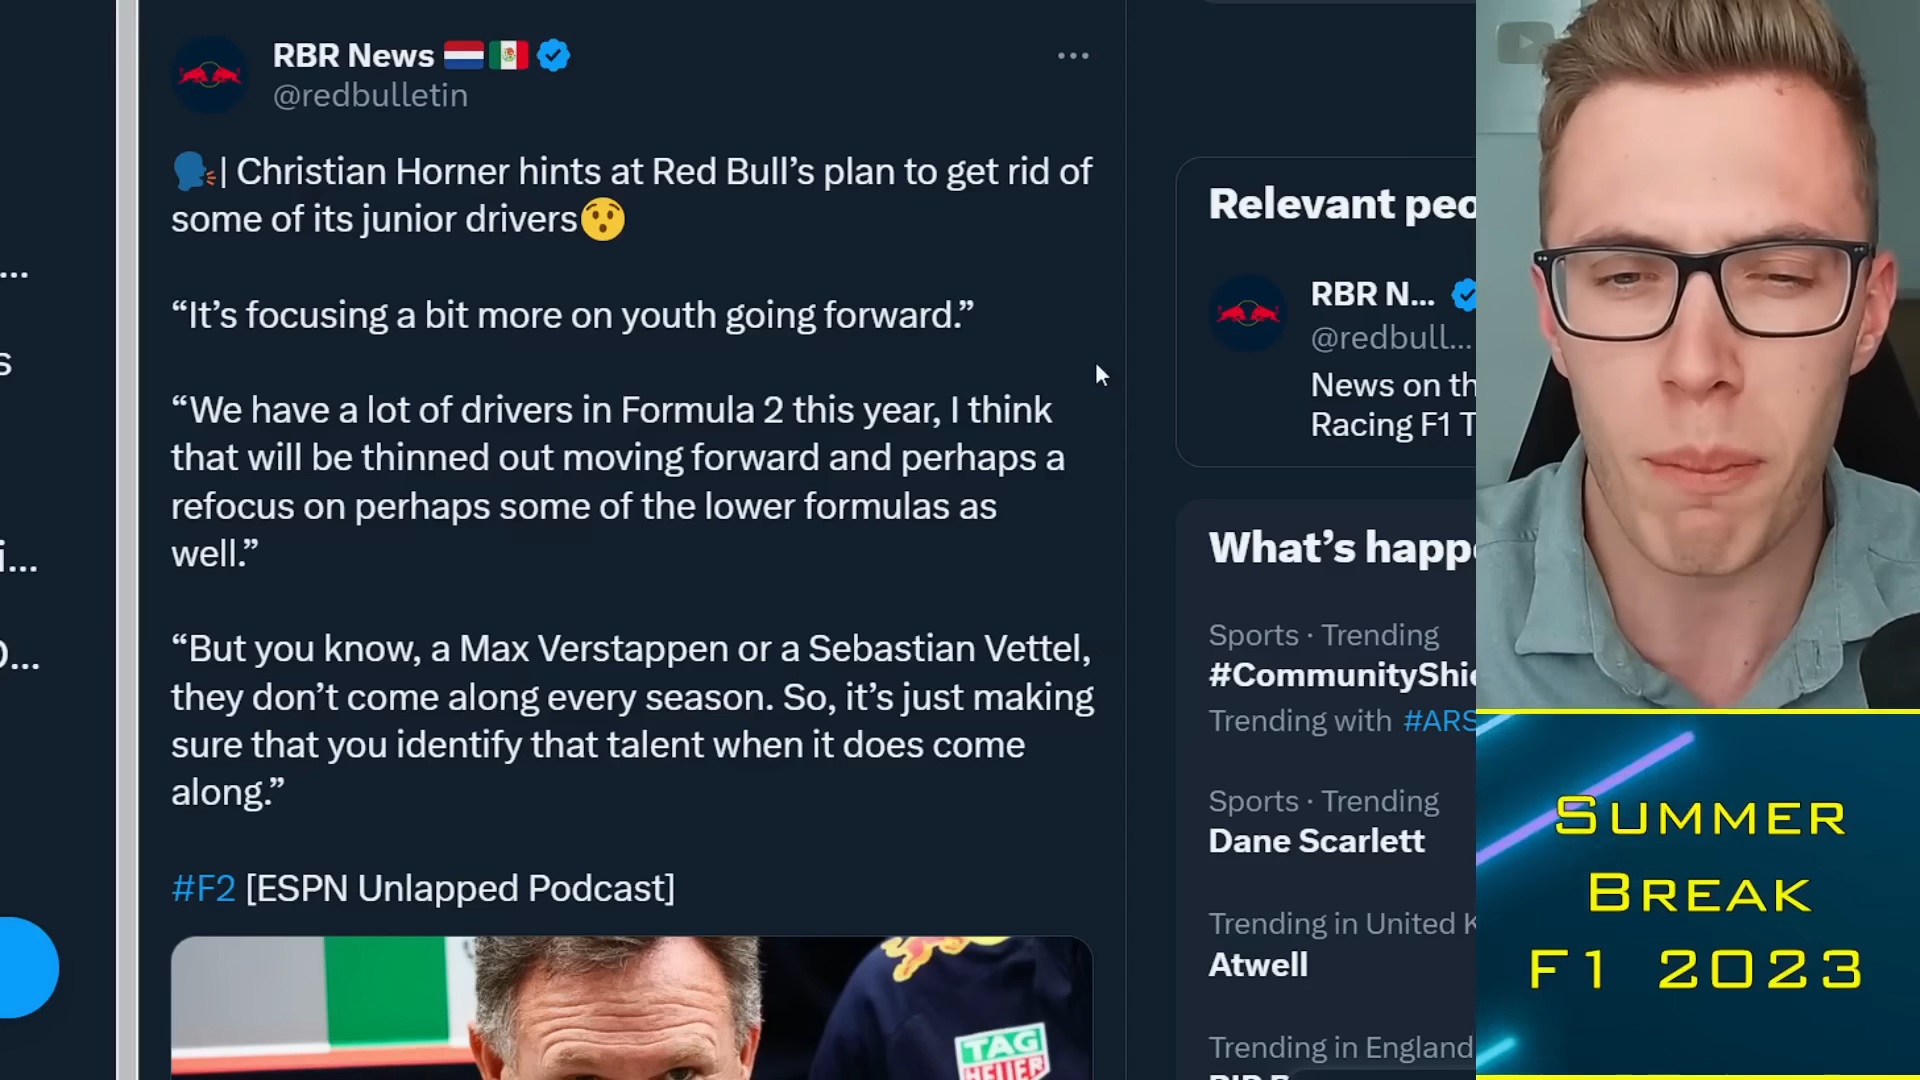 RBR News
@redbulletin
| Christian Horner hints at Red Bull’s plan to get rid of
some of its junior drivers
“It’s focusing a bit more on youth going forward.”
“We have a lot of drivers in Formula 2 this year, I think
that will be thinned out moving forward and perhaps a
refocus on perhaps some of the lower formulas as
well.”
“But you know, a Max Verstappen or a Sebastian Vettel,
they don’t come along every season. So, it’s just making
sure that you identify that talent when it does come
along.”
#F2 [ESPN Unlapped Podcast]
TAG
HEUER
Relevant peo
RBR N...
@redbull...
News on th
Racing F1 T
What’s happe
Sports · Trending
#CommunityShie
Trending with #ARS
Sports · Trending
Dane Scarlett
Trending in United K
Atwell
Trending in England
SUMMER
BREAK
F1 2023